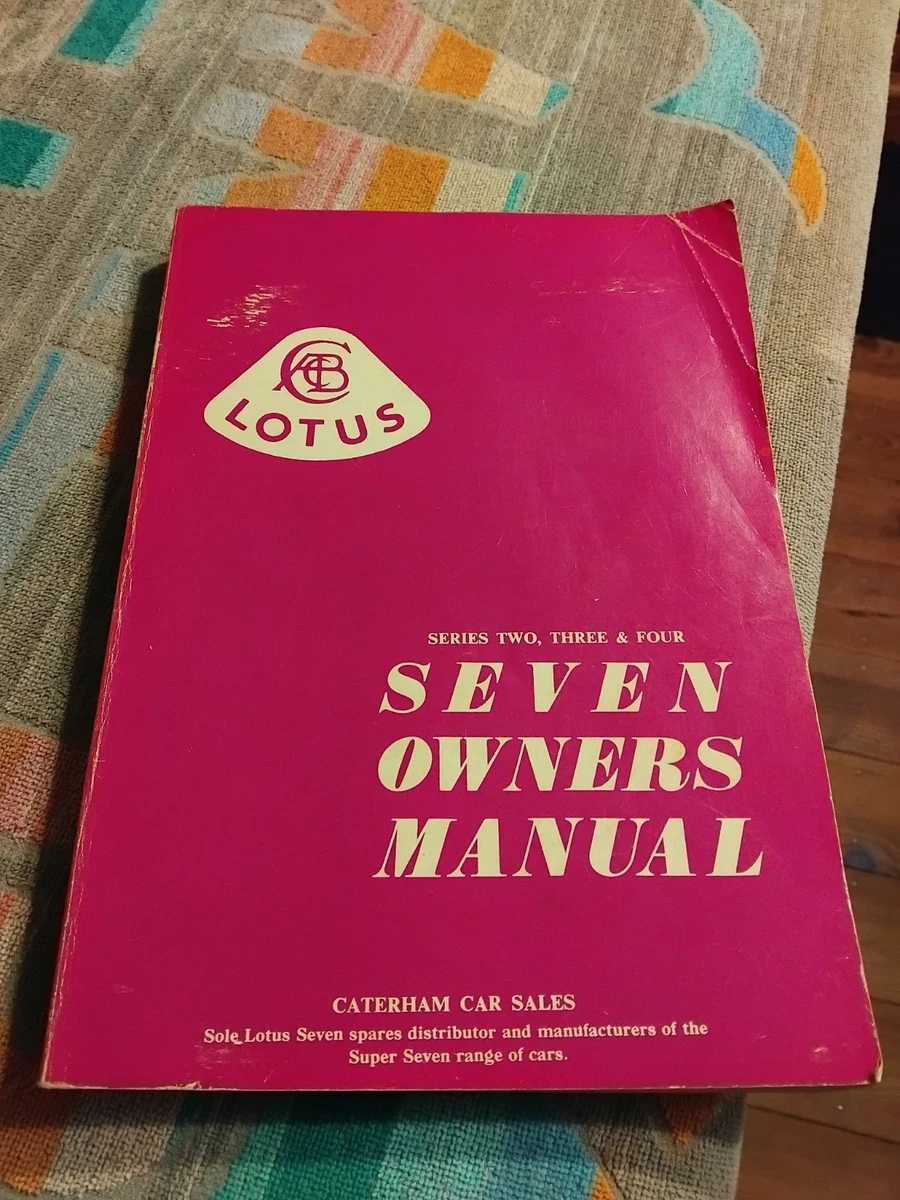 ACBC
LOTUS
SERIES TWO, THREE & FOUR
SEVEN
OWNERS
MANUAL
CATERHAM CAR SALES
Sole Lotus Seven spares distributor and manufacturers of the
Super Seven range of cars.